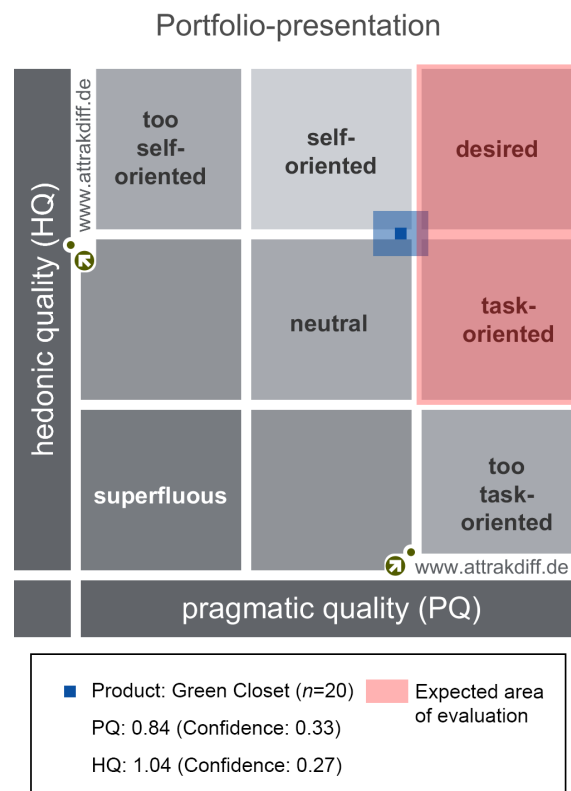 Portfolio-presentation
www.attrakdiff.de
too
self-
oriented
self-
oriented
desired
hedonic quality (HQ)
neutral
task-
oriented
superfluous
too
task-
oriented
www.attrakdiff.de
pragmatic quality (PQ)
Product: Green Closet (n=20)
PQ: 0.84 (Confidence: 0.33)
HQ: 1.04 (Confidence: 0.27)
Expected area
of evaluation